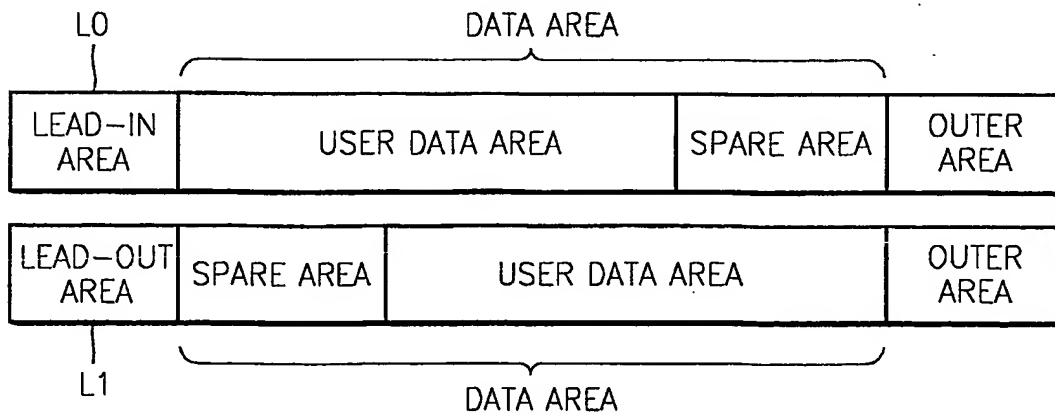 L0
DATA AREA
LEAD-IN AREA
USER DATA AREA
SPARE AREA
OUTER AREA
LEAD-OUT AREA
SPARE AREA
USER DATA AREA
OUTER AREA
L1
DATA AREA